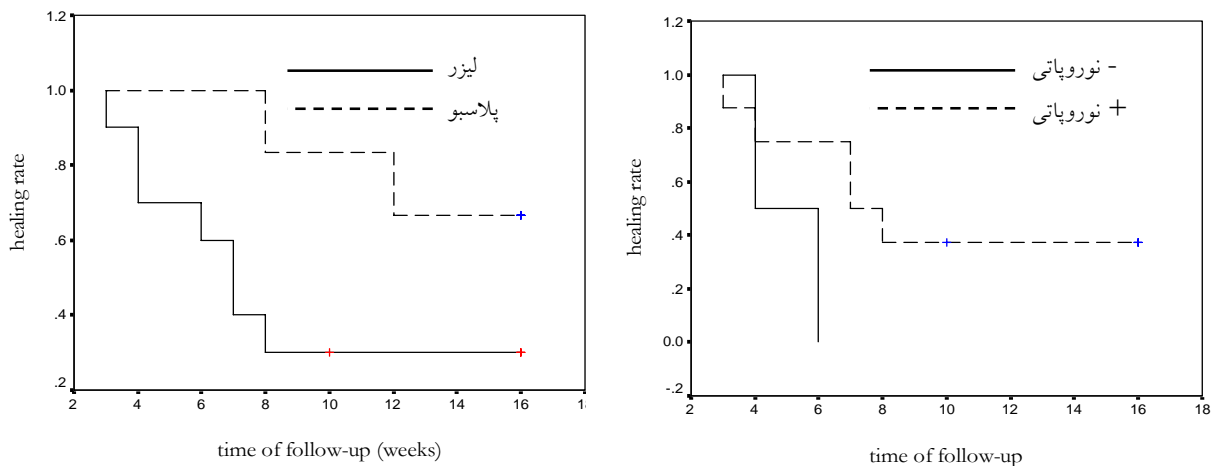 1.2
1.0
.8
.6
.4
.2
healing rate
لیزر
پلاسبو
2 4 6 8 10 12 14 16 1
time of follow-up (weeks)
1.2
1.0
.8
.6
.4
.2
0.0
-.2
healing rate
نوروپاتی -
نوروپاتی +
2 4 6 8 10 12 14 16 18
time of follow-up